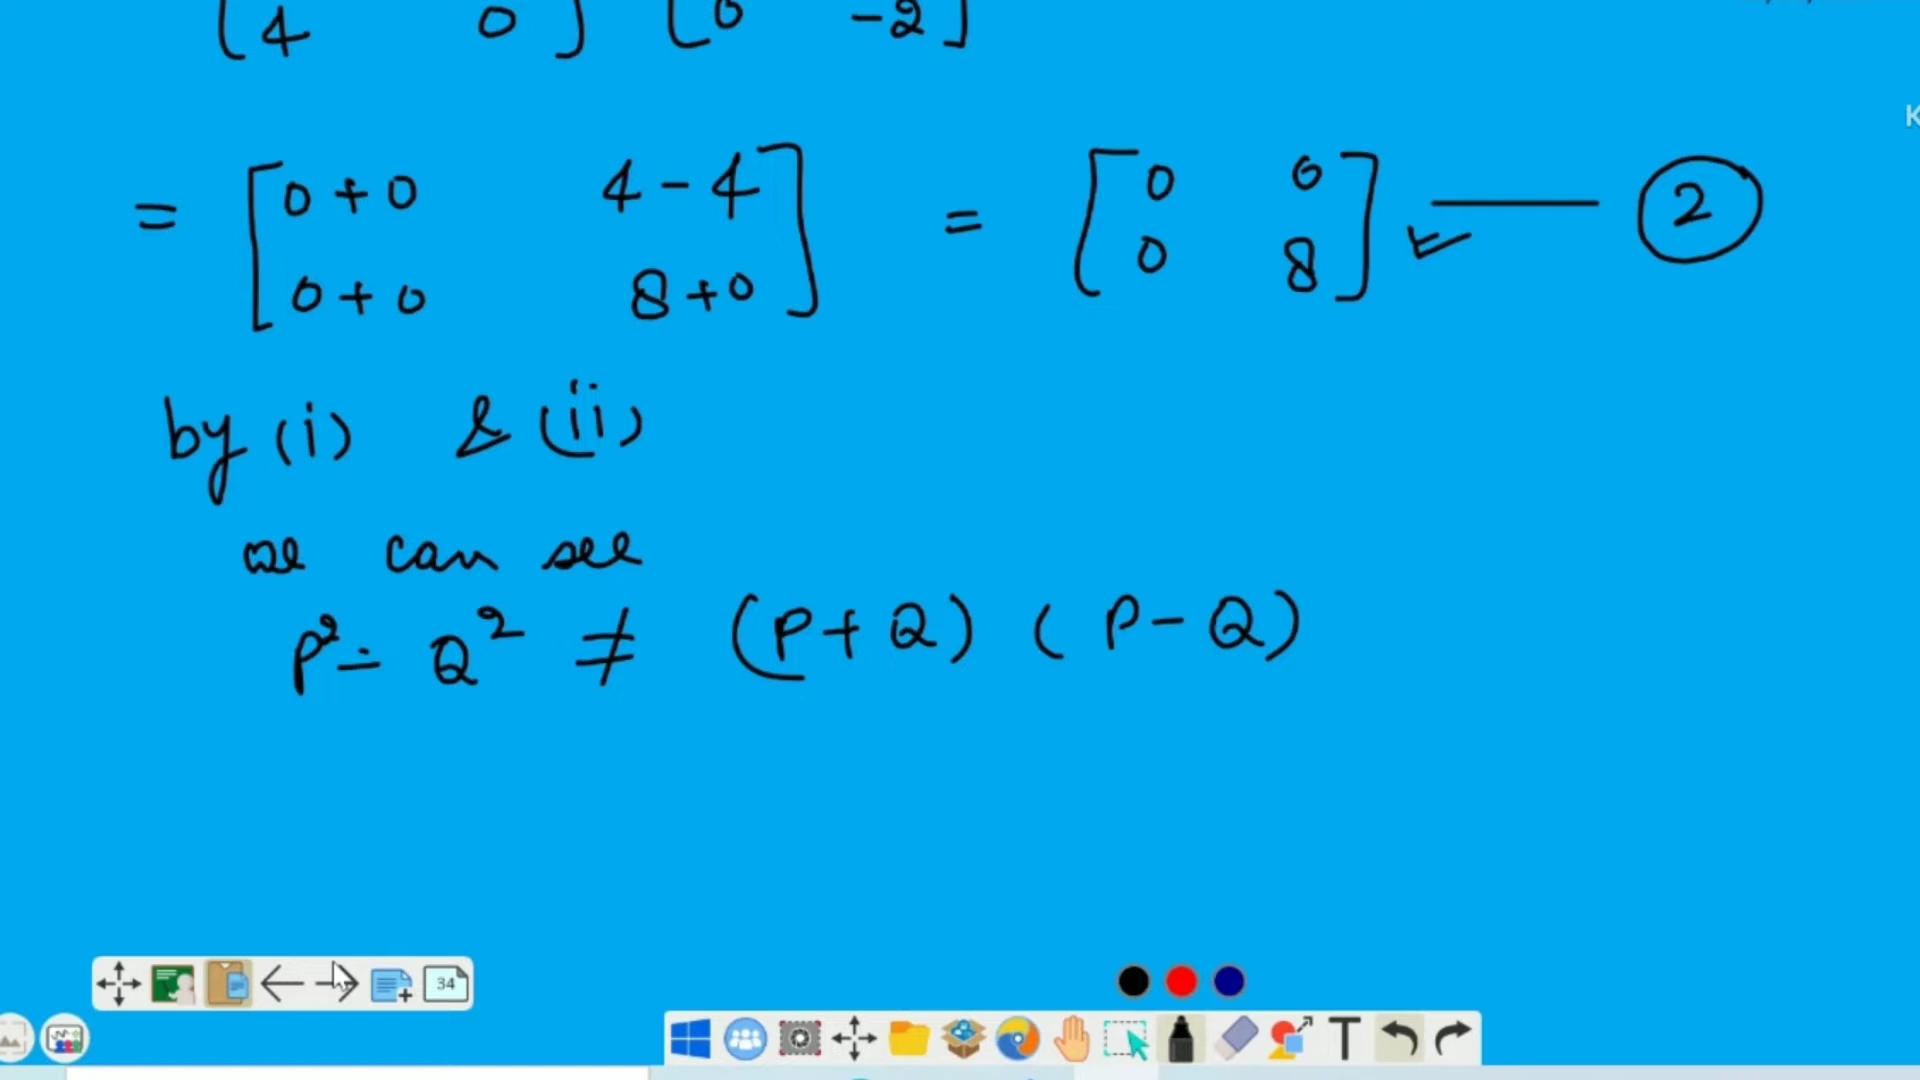 [4 0] [0 -2]
= [0+0 4-4] = [0 0] — 2
[0+0 8+0] [0 8]
by (i) & (ii)
we can see
P² - Q² ≠ (P+Q) (P-Q)
K
34
T